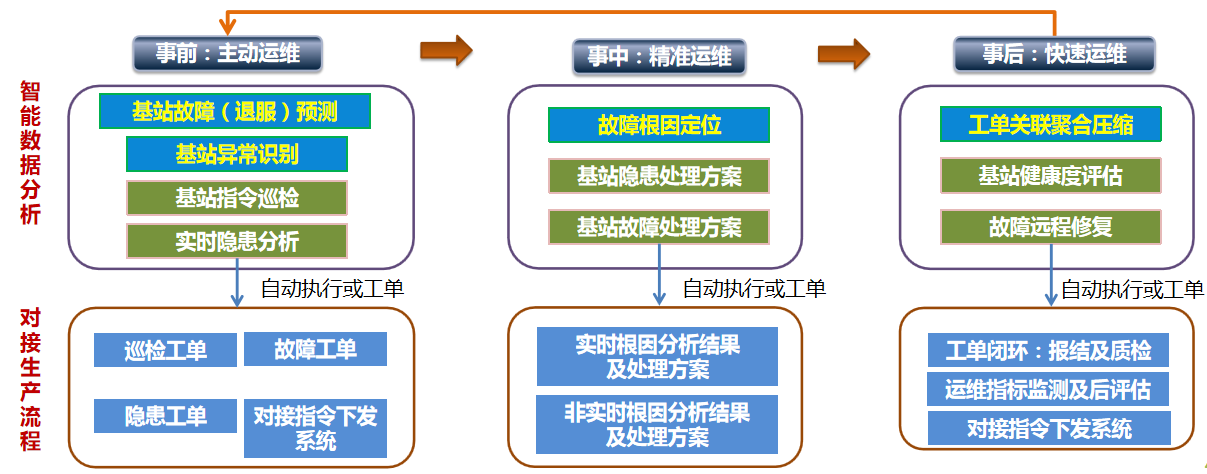 事前：主动运维
事中：精准运维
事后：快速运维
智能数据分析
基站故障（退服）预测
基站异常识别
基站指令巡检
实时隐患分析
故障根因定位
基站隐患处理方案
基站故障处理方案
工单关联聚合压缩
基站健康度评估
故障远程修复
自动执行或工单
自动执行或工单
自动执行或工单
对接生产流程
巡检工单
故障工单
隐患工单
对接指令下发
系统
实时根因分析结果
及处理方案
非实时根因分析结果
及处理方案
工单闭环：报结及质检
运维指标监测及后评估
对接指令下发系统